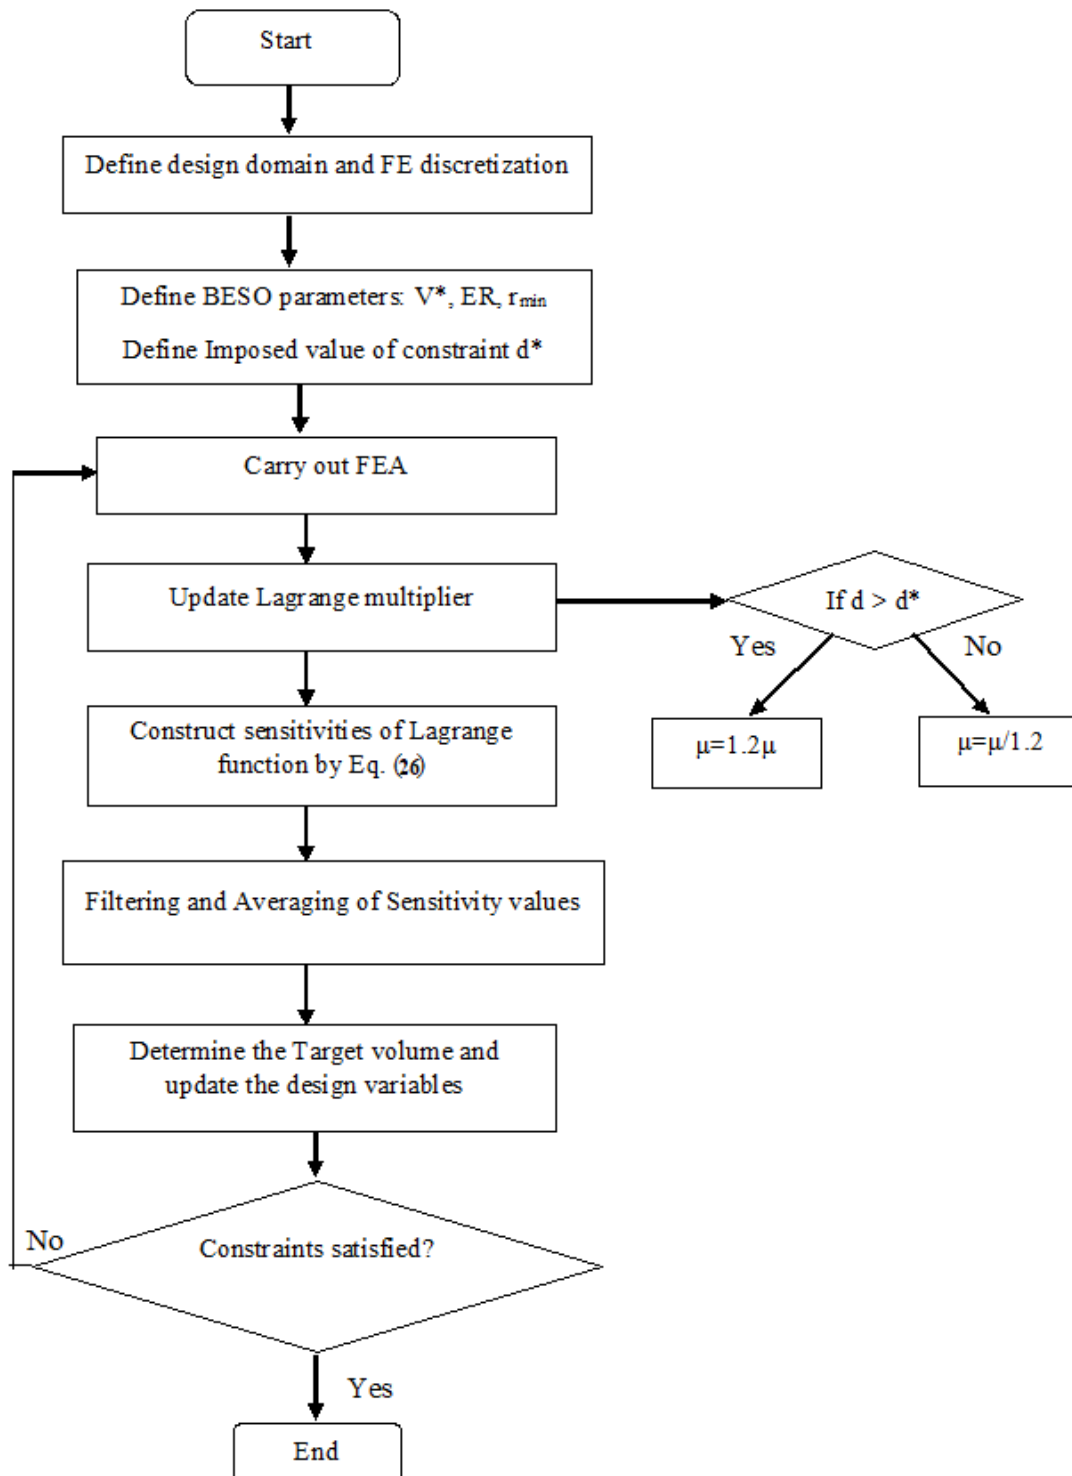 Start
Define design domain and FE discretization
Define BESO parameters: V*, ER, rmin
Define Imposed value of constraint d*
Carry out FEA
Update Lagrange multiplier
If d > d*
Yes
No
μ=1.2μ
μ=μ/1.2
Construct sensitivities of Lagrange
function by Eq. (26)
Filtering and Averaging of Sensitivity values
Determine the Target volume and
update the design variables
No
Constraints satisfied?
Yes
End